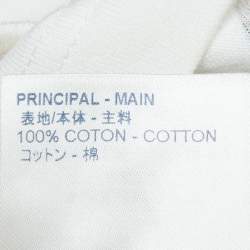 PRINCIPAL - MAIN
表地/本体 - 主料
100% COTON - COTTON
コットン - 棉